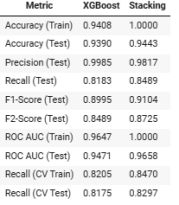 Metric XGBoost Stacking
Accuracy (Train) 0.9408 1.0000
Accuracy (Test) 0.9390 0.9443
Precision (Test) 0.9985 0.9817
Recall (Test) 0.8183 0.8489
F1-Score (Test) 0.8995 0.9104
F2-Score (Test) 0.8489 0.8725
ROC AUC (Train) 0.9647 1.0000
ROC AUC (Test) 0.9471 0.9658
Recall (CV Train) 0.8205 0.8470
Recall (CV Test) 0.8175 0.8297